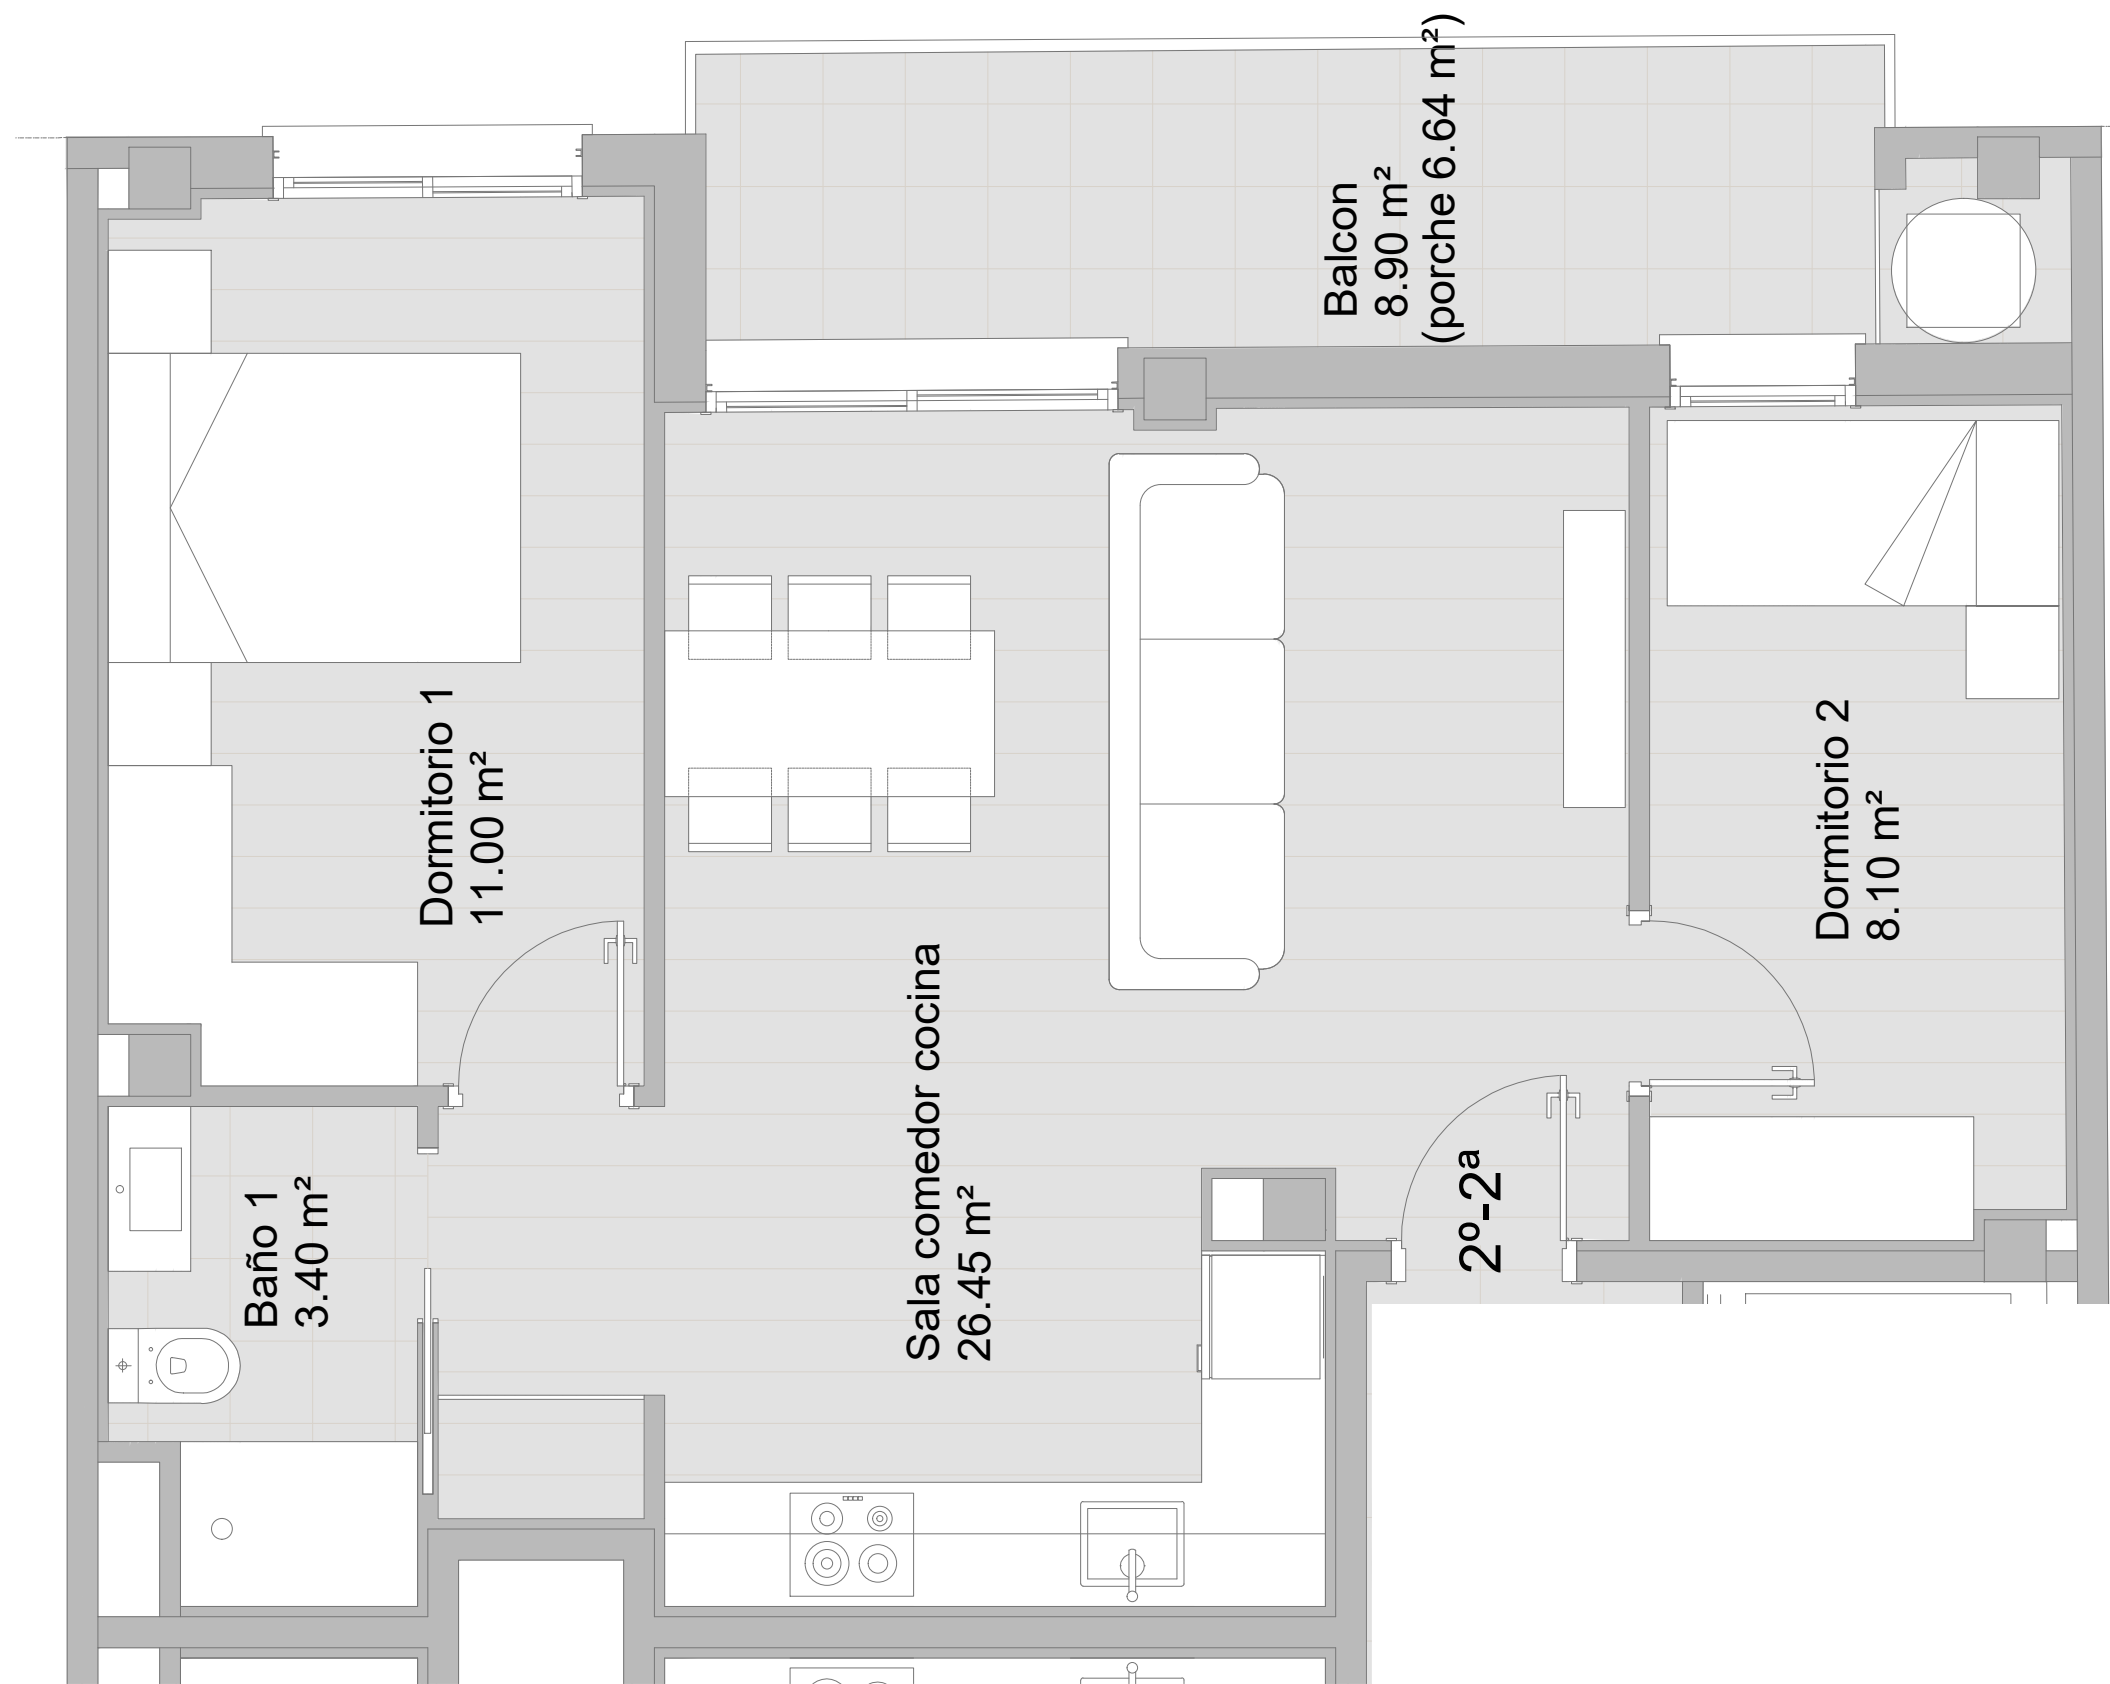 Balcon
8.90 m²
(porche 6.64 m²)
Dormitorio 1
11.00 m²
Dormitorio 2
8.10 m²
Sala comedor cocina
26.45 m²
Baño 1
3.40 m²
2º-2ª